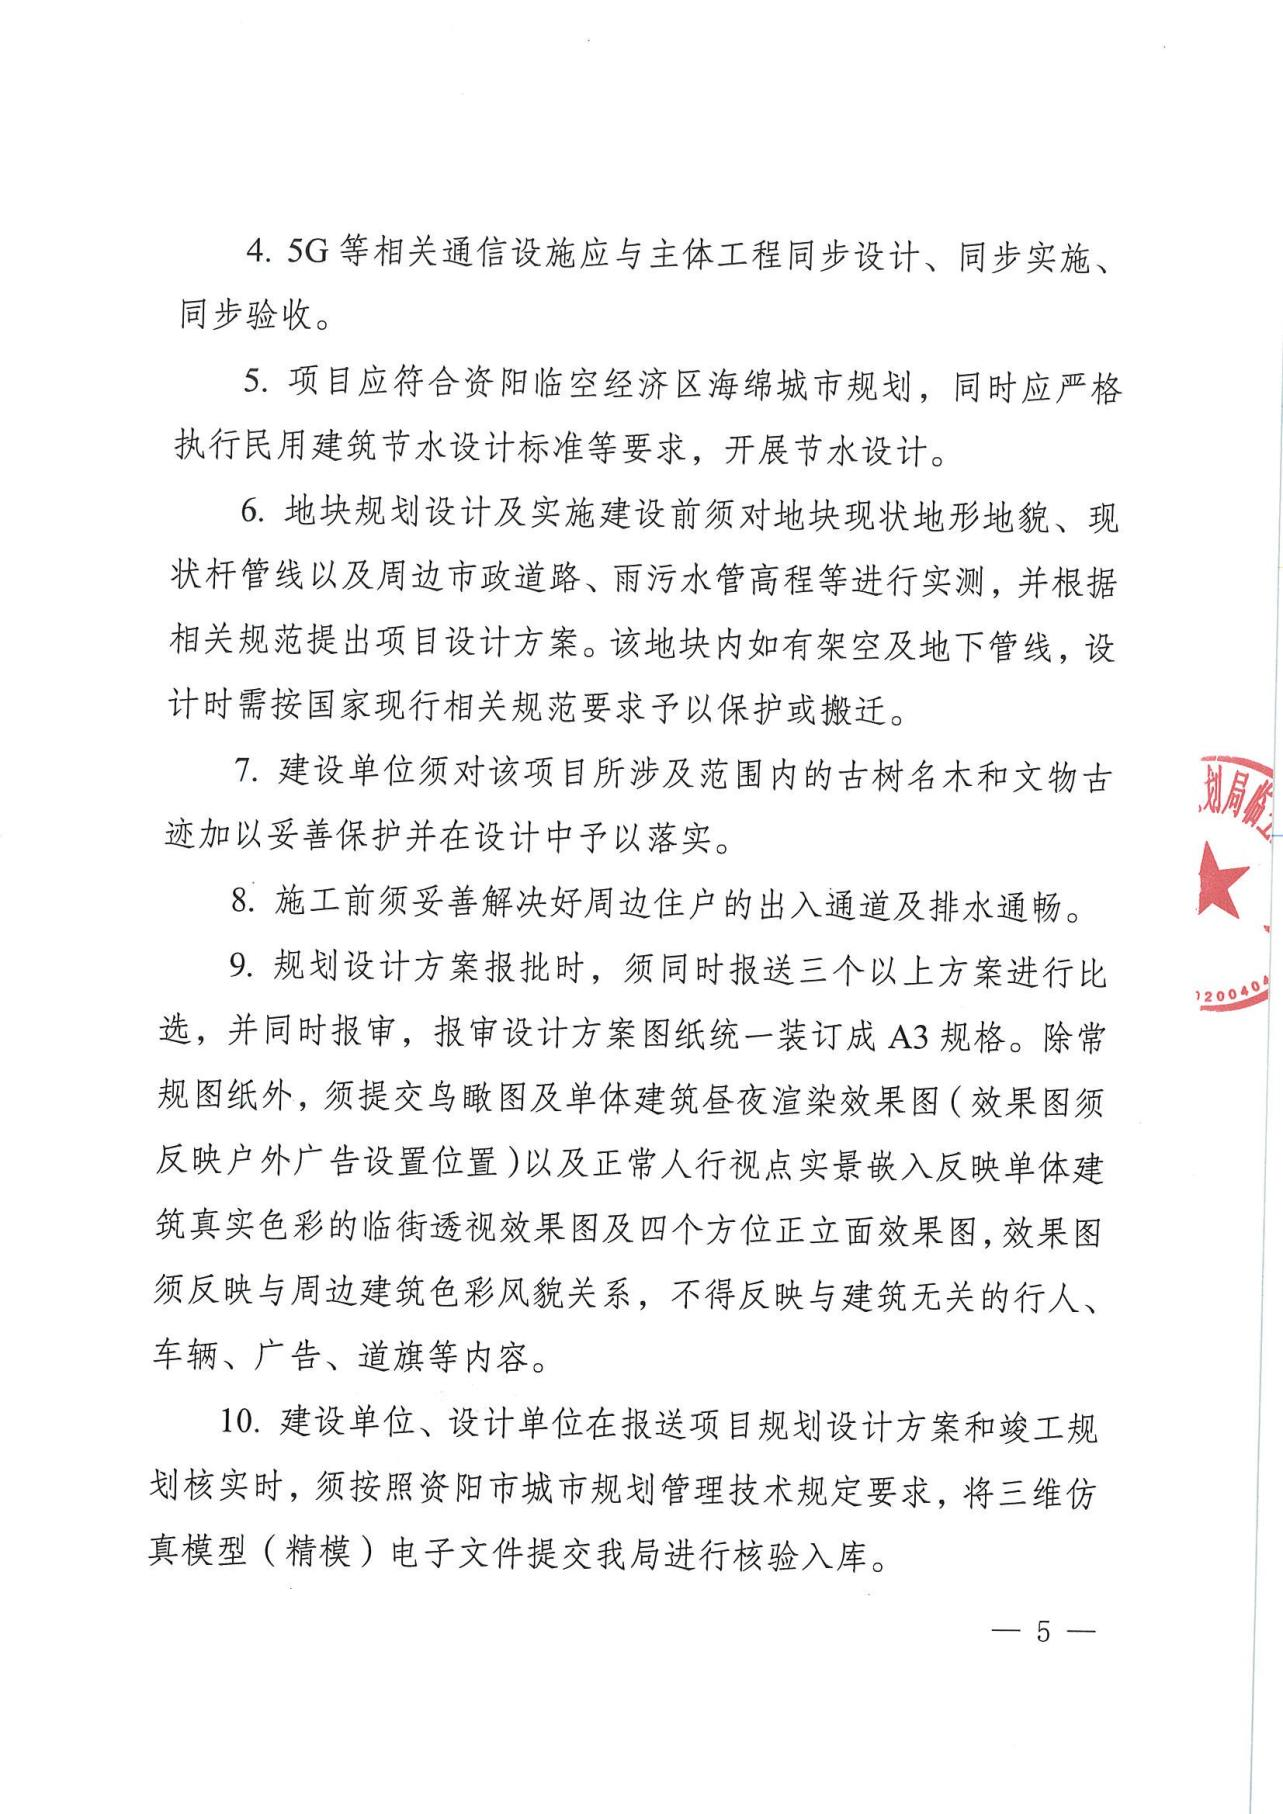 4. 5G 等相关通信设施应与主体工程同步设计、同步实施、
同步验收。
5. 项目应符合资阳临空经济区海绵城市规划，同时应严格
执行民用建筑节水设计标准等要求，开展节水设计。
6. 地块规划设计及实施建设前须对地块现状地形地貌、现
状杆管线以及周边市政道路、雨污水管高程等进行实测，并根据
相关规范提出项目设计方案。该地块内如有架空及地下管线，设
计时需按国家现行相关规范要求予以保护或搬迁。
7. 建设单位须对该项目所涉及范围内的古树名木和文物古
迹加以妥善保护并在设计中予以落实。
8. 施工前须妥善解决好周边住户的出入通道及排水通畅。
9. 规划设计方案报批时，须同时报送三个以上方案进行比
选，并同时报审，报审设计方案图纸统一装订成 A3 规格。除常
规图纸外，须提交鸟瞰图及单体建筑昼夜渲染效果图（效果图须
反映户外广告设置位置）以及正常人行视点实景嵌入反映单体建
筑真实色彩的临街透视效果图及四个方位正立面效果图，效果图
须反映与周边建筑色彩风貌关系，不得反映与建筑无关的行人、
车辆、广告、道旗等内容。
10. 建设单位、设计单位在报送项目规划设计方案和竣工规
划核实时，须按照资阳市城市规划管理技术规定要求，将三维仿
真模型（精模）电子文件提交我局进行核验入库。
— 5 —
划局临
200404